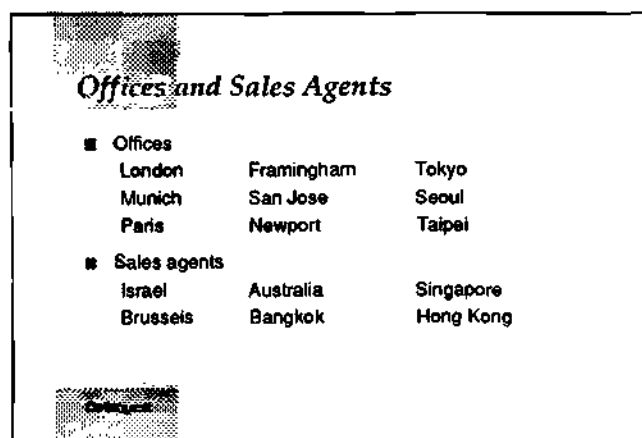 Offices and Sales Agents
Offices
London Framingham Tokyo
Munich San Jose Seoul
Paris Newport Taipei
Sales agents
Israel Australia Singapore
Brussels Bangkok Hong Kong
Dataquest